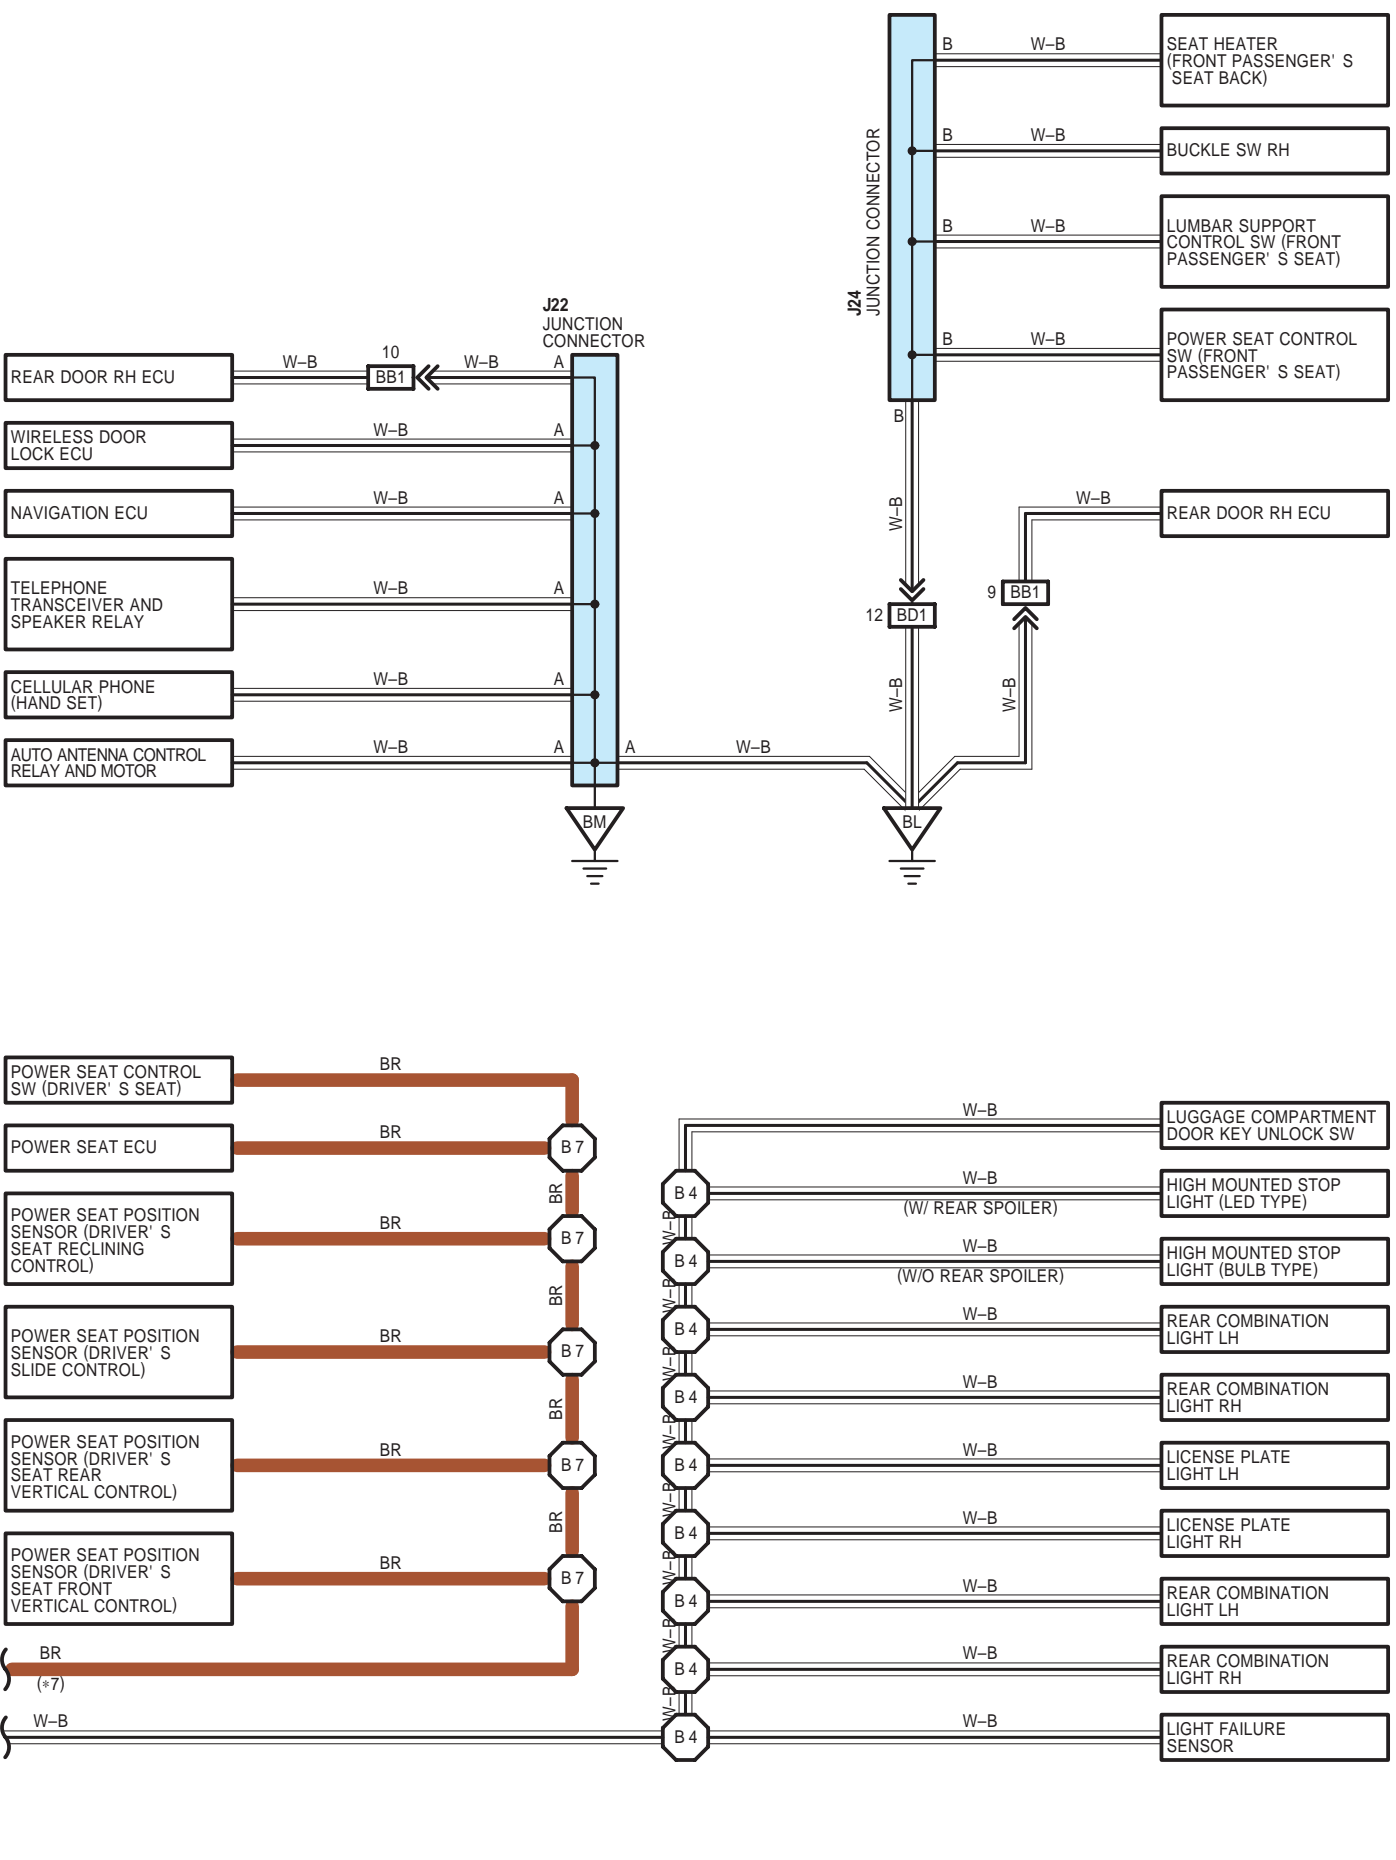 B
W–B
SEAT HEATER
(FRONT PASSENGER' S
SEAT BACK)
B
W–B
BUCKLE SW RH
B
W–B
LUMBAR SUPPORT
CONTROL SW (FRONT
PASSENGER' S SEAT)
J24
JUNCTION CONNECTOR
B
W–B
POWER SEAT CONTROL
SW (FRONT
PASSENGER' S SEAT)
B
J22
JUNCTION
CONNECTOR
REAR DOOR RH ECU
W–B
10
BB1
W–B
A
WIRELESS DOOR
LOCK ECU
W–B
A
NAVIGATION ECU
W–B
A
W–B
W–B
REAR DOOR RH ECU
TELEPHONE
TRANSCEIVER AND
SPEAKER RELAY
W–B
A
12
BD1
9
BB1
CELLULAR PHONE
(HAND SET)
W–B
A
W–B
W–B
AUTO ANTENNA CONTROL
RELAY AND MOTOR
W–B
A
A
W–B
BM
BL
POWER SEAT CONTROL
SW (DRIVER' S SEAT)
BR
POWER SEAT ECU
BR
B 7
BR
POWER SEAT POSITION
SENSOR (DRIVER' S
SEAT RECLINING
CONTROL)
BR
B 7
BR
POWER SEAT POSITION
SENSOR (DRIVER' S
SLIDE CONTROL)
BR
B 7
BR
POWER SEAT POSITION
SENSOR (DRIVER' S
SEAT REAR
VERTICAL CONTROL)
BR
B 7
BR
POWER SEAT POSITION
SENSOR (DRIVER' S
SEAT FRONT
VERTICAL CONTROL)
BR
B 7
BR
(*7)
W–B
W–B
LUGGAGE COMPARTMENT
DOOR KEY UNLOCK SW
B 4
W–B
(W/ REAR SPOILER)
HIGH MOUNTED STOP
LIGHT (LED TYPE)
W–B
B 4
W–B
(W/O REAR SPOILER)
HIGH MOUNTED STOP
LIGHT (BULB TYPE)
W–B
B 4
W–B
REAR COMBINATION
LIGHT LH
W–B
B 4
W–B
REAR COMBINATION
LIGHT RH
W–B
B 4
W–B
LICENSE PLATE
LIGHT LH
W–B
B 4
W–B
LICENSE PLATE
LIGHT RH
W–B
B 4
W–B
REAR COMBINATION
LIGHT LH
W–B
B 4
W–B
REAR COMBINATION
LIGHT RH
W–B
B 4
W–B
LIGHT FAILURE
SENSOR